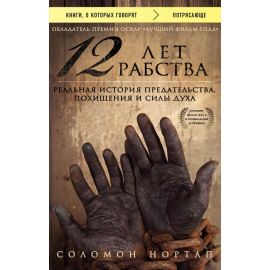 КНИГИ, О КОТОРЫХ ГОВОРЯТ ПОТРЯСАЮЩЕ
ОБЛАДАТЕЛЬ ПРЕМИИ ОСКАР «ЛУЧШИЙ ФИЛЬМ ГОДА»
12 ЛЕТ
РАБСТВА
РЕАЛЬНАЯ ИСТОРИЯ ПРЕДАТЕЛЬСТВА,
ПОХИЩЕНИЯ И СИЛЫ ДУХА
СОЛОМОН НОРТАП